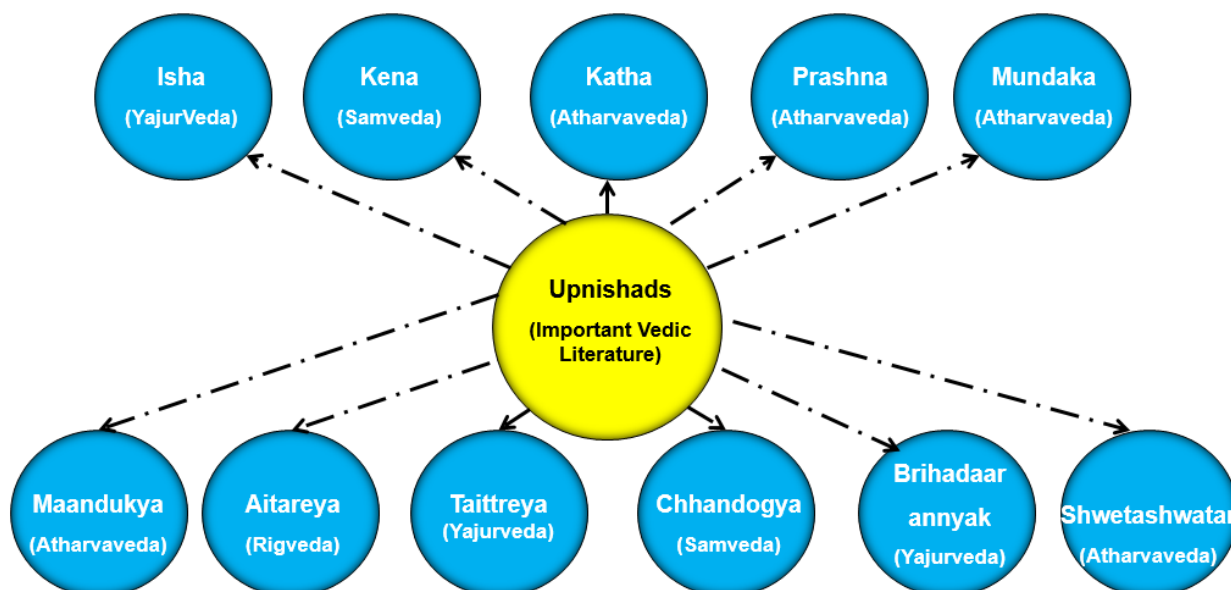 Isha
(YajurVeda)
Kena
(Samveda)
Katha
(Atharvaveda)
Prashna
(Atharvaveda)
Mundaka
(Atharvaveda)
Upnishads
(Important Vedic
Literature)
Maandukya
(Atharvaveda)
Aitareya
(Rigveda)
Taittreya
(Yajurveda)
Chhandogya
(Samveda)
Brihadaar
annyak
(Yajurveda)
Shwetashwatar
(Atharvaveda)